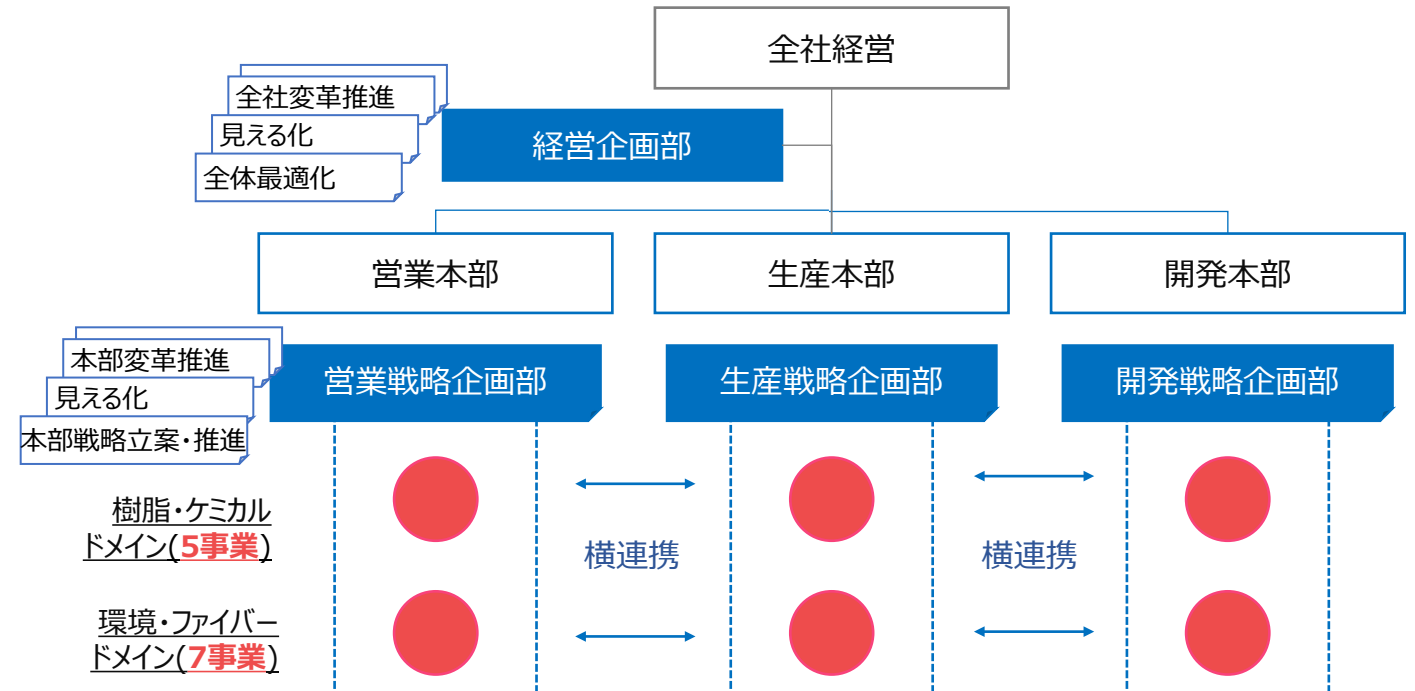 全社経営
全社変革推進
見える化
全体最適化
経営企画部
営業本部
生産本部
開発本部
本部変革推進
見える化
本部戦略立案・推進
営業戦略企画部
生産戦略企画部
開発戦略企画部
樹脂・ケミカル
ドメイン(5事業)
横連携
横連携
環境・ファイバー
ドメイン(7事業)